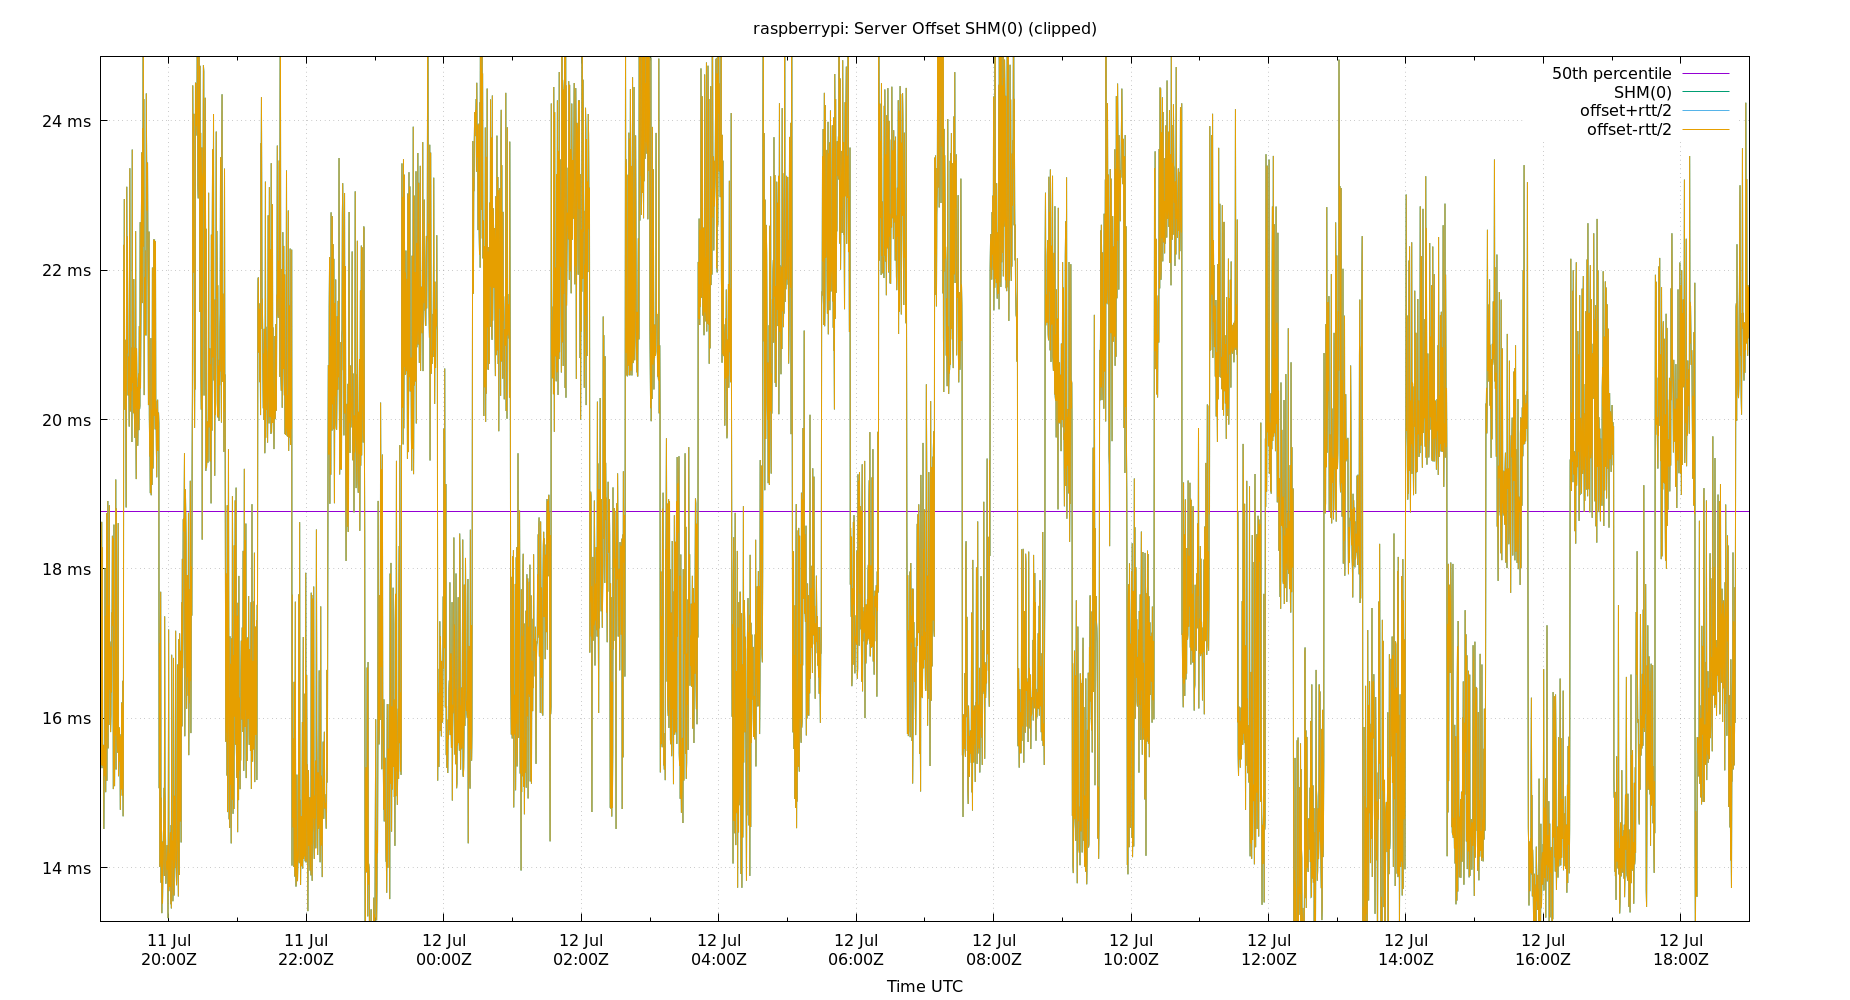 raspberrypi: Server Offset SHM(0) (clipped)
50th percentile
SHM(0)
offset+rtt/2
offset-rtt/2
24 ms
22 ms
20 ms
18 ms
16 ms
14 ms
11 Jul 11 Jul 12 Jul 12 Jul 12 Jul 12 Jul 12 Jul 12 Jul 12 Jul 12 Jul 12 Jul 12 Jul
20:00Z 22:00Z 00:00Z 02:00Z 04:00Z 06:00Z 08:00Z 10:00Z 12:00Z 14:00Z 16:00Z 18:00Z
Time UTC